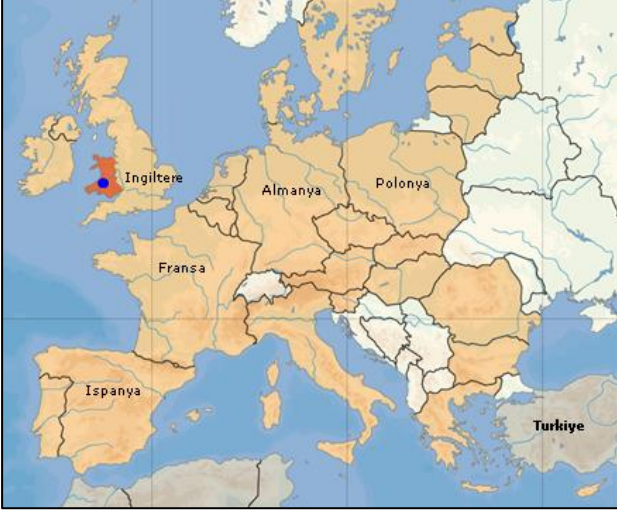 Ingiltere
Almanya
Polonya
Fransa
Ispanya
Turkiye